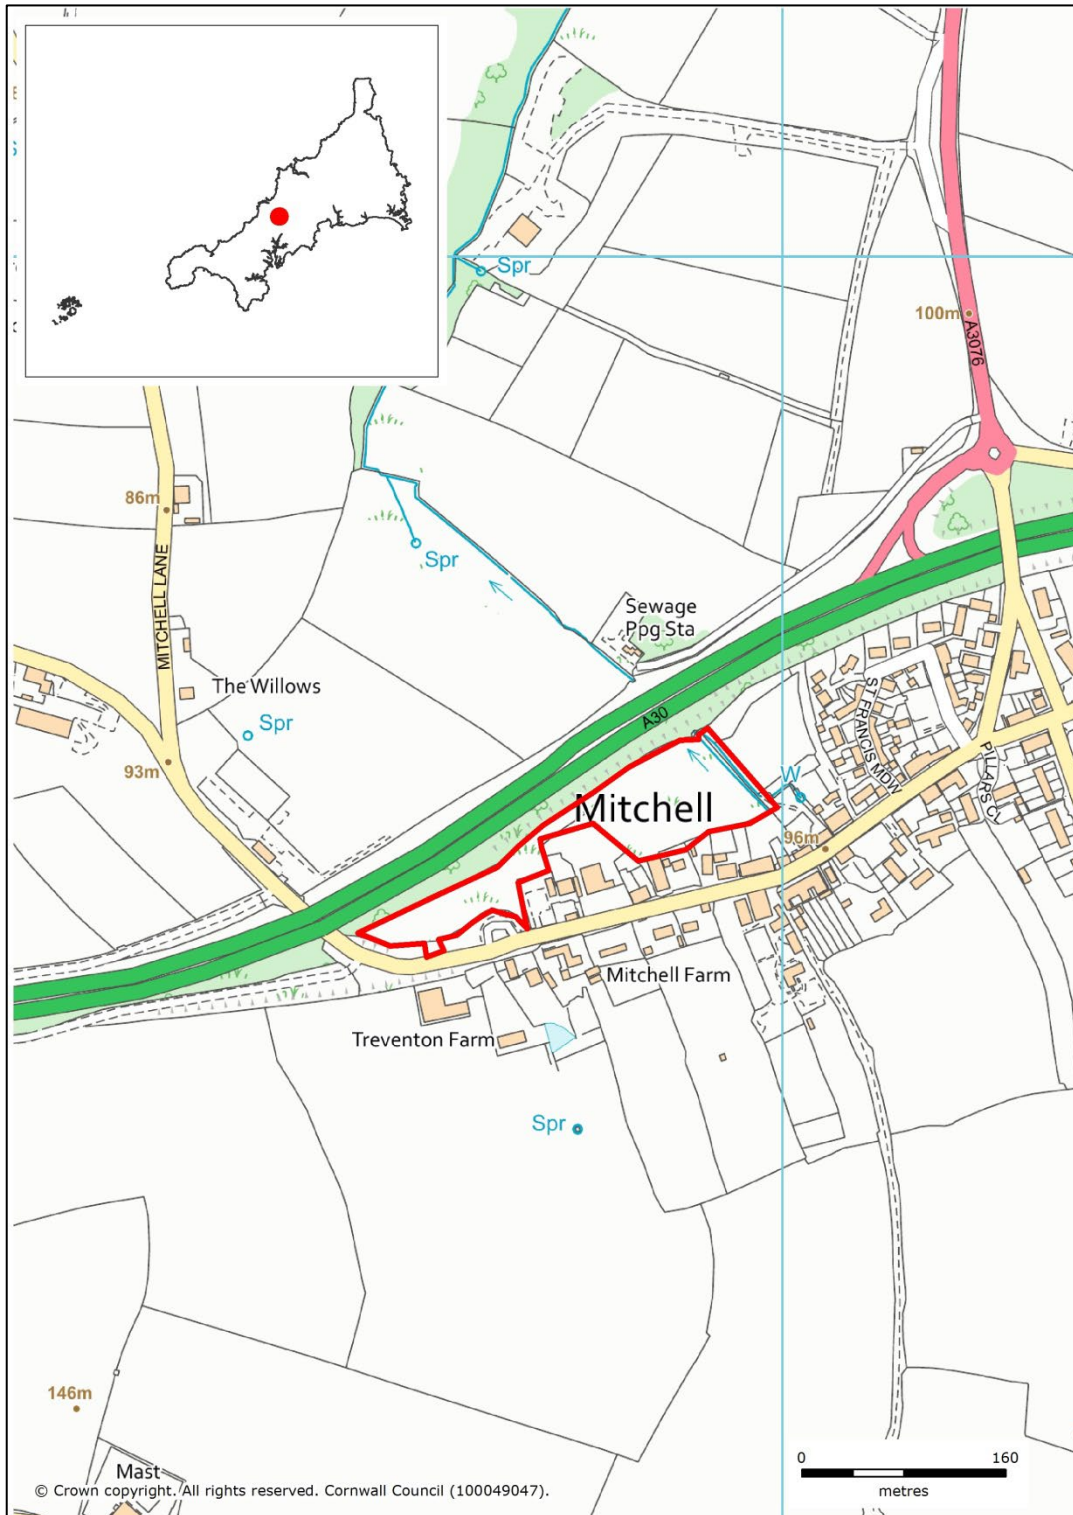 Spr
100m
A3076
86m
MITCHELL LANE
Spr
Sewage
Ppg Sta
The Willows
Spr
A30
ST FRANCIS MDW
93m
PILLARS CL
W
Mitchell
96m
Mitchell Farm
Treventon Farm
Spr
146m
Mast
0 160
metres
© Crown copyright. All rights reserved. Cornwall Council (100049047).